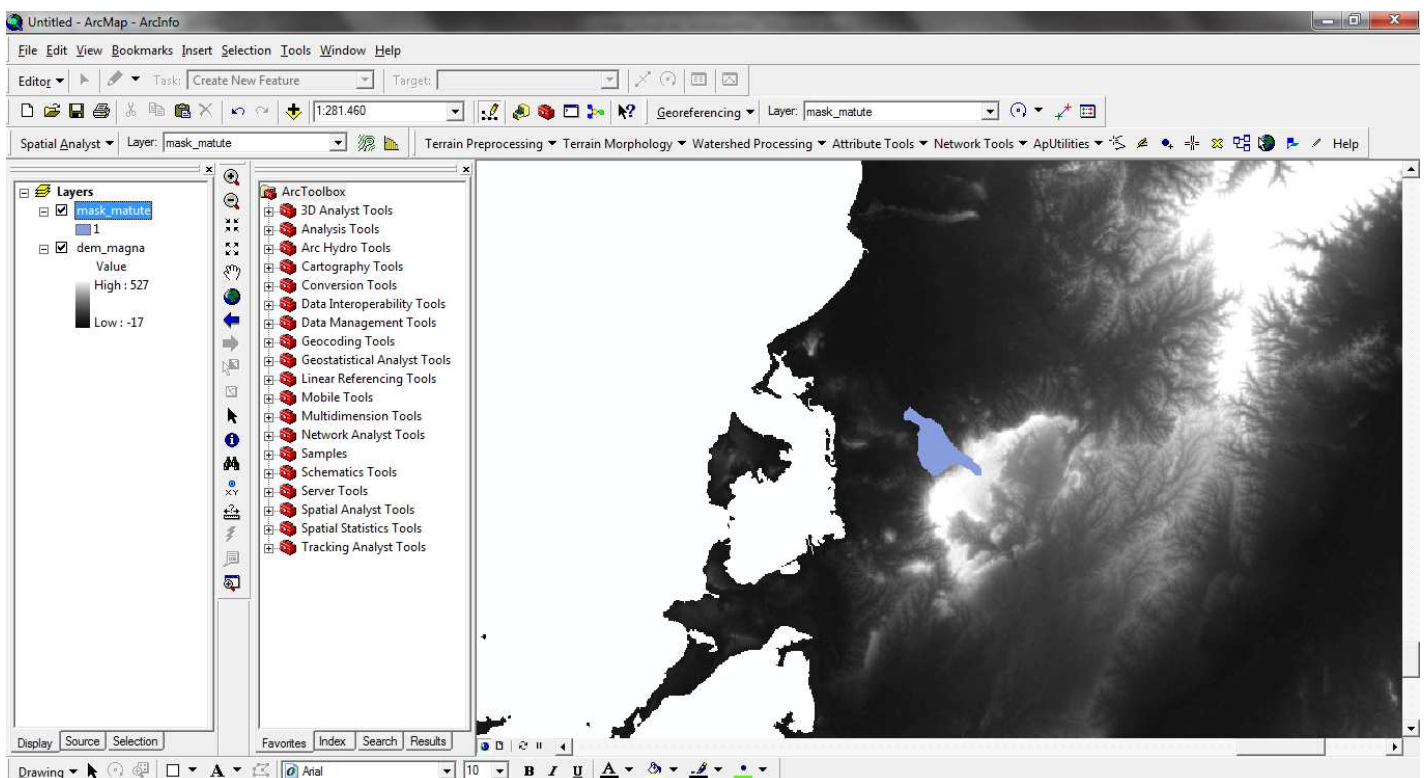 Untitled - ArcMap - ArcInfo
File Edit View Bookmarks Insert Selection Tools Window Help
Editor Task: Create New Feature Target:
1:281.460 Georeferencing Layer: mask_matute
Spatial Analyst Layer: mask_matute Terrain Preprocessing Terrain Morphology Watershed Processing Attribute Tools Network Tools ApUtilities Help
Layers
mask_matute
1
dem_magna
Value
High : 527
Low : -17
Display Source Selection
ArcToolbox
3D Analyst Tools
Analysis Tools
Arc Hydro Tools
Cartography Tools
Conversion Tools
Data Interoperability Tools
Data Management Tools
Geocoding Tools
Geostatistical Analyst Tools
Linear Referencing Tools
Mobile Tools
Multidimension Tools
Network Analyst Tools
Samples
Schematics Tools
Server Tools
Spatial Analyst Tools
Spatial Statistics Tools
Tracking Analyst Tools
Favorites Index Search Results
Drawing A Arial 10 B I U A